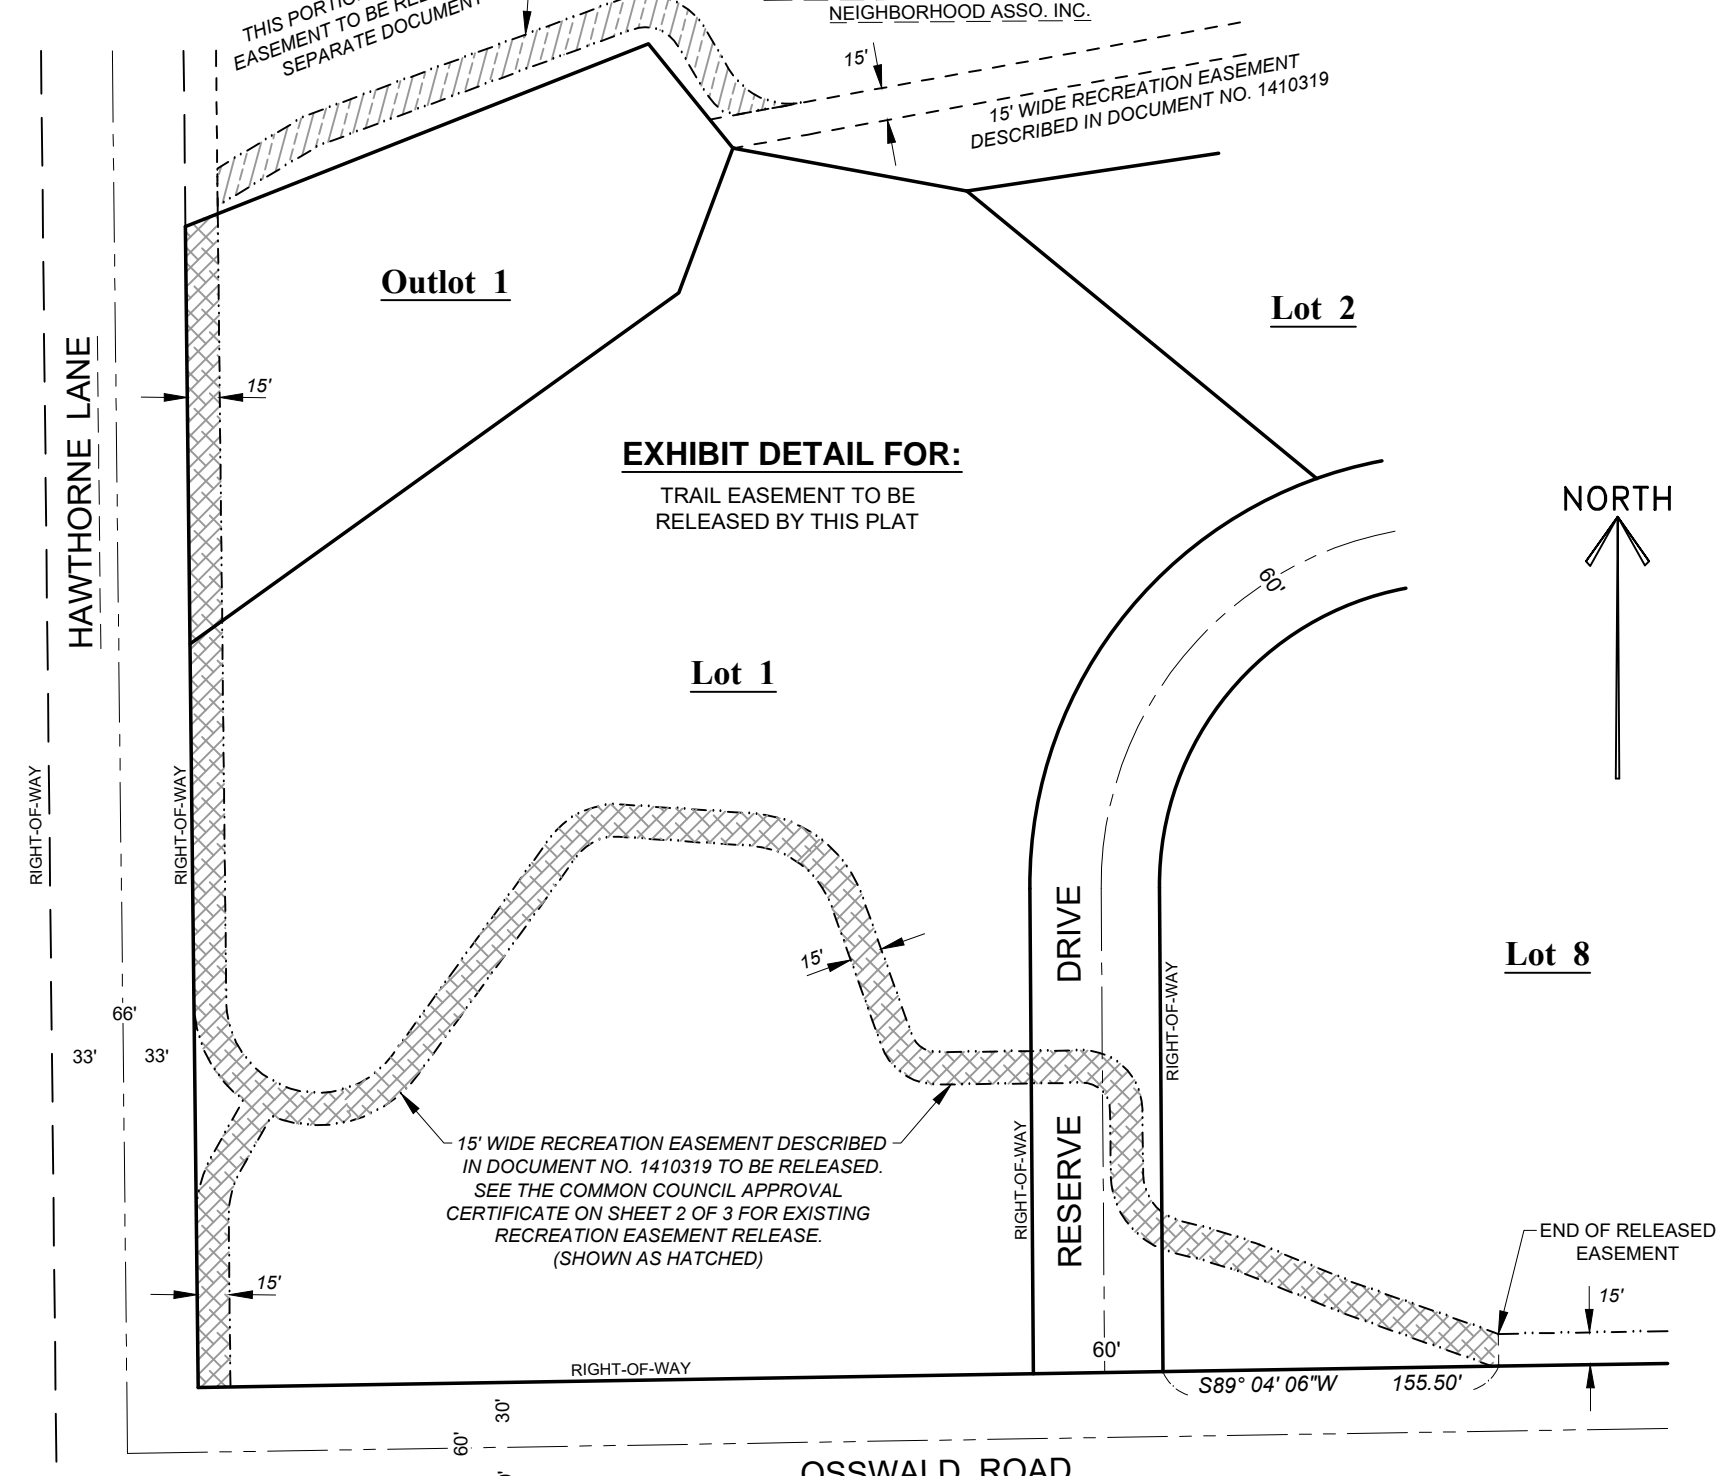 THIS PORTIO
EASEMENT TO BE REL
SEPARATE DOCUMENT
NEIGHBORHOOD ASSO. INC.
15'
15' WIDE RECREATION EASEMENT
DESCRIBED IN DOCUMENT NO. 1410319
Outlot 1
Lot 2
15'
HAWTHORNE LANE
EXHIBIT DETAIL FOR:
TRAIL EASEMENT TO BE
RELEASED BY THIS PLAT
NORTH
60'
Lot 1
RIGHT-OF-WAY
RIGHT-OF-WAY
DRIVE
RESERVE
15'
Lot 8
RIGHT-OF-WAY
66'
33'
33'
15' WIDE RECREATION EASEMENT DESCRIBED
IN DOCUMENT NO. 1410319 TO BE RELEASED.
SEE THE COMMON COUNCIL APPROVAL
CERTIFICATE ON SHEET 2 OF 3 FOR EXISTING
RECREATION EASEMENT RELEASE.
(SHOWN AS HATCHED)
RIGHT-OF-WAY
END OF RELEASED
EASEMENT
15'
15'
60'
RIGHT-OF-WAY
S89° 04' 06"W 155.50'
30'
60'
OSSWALD ROAD